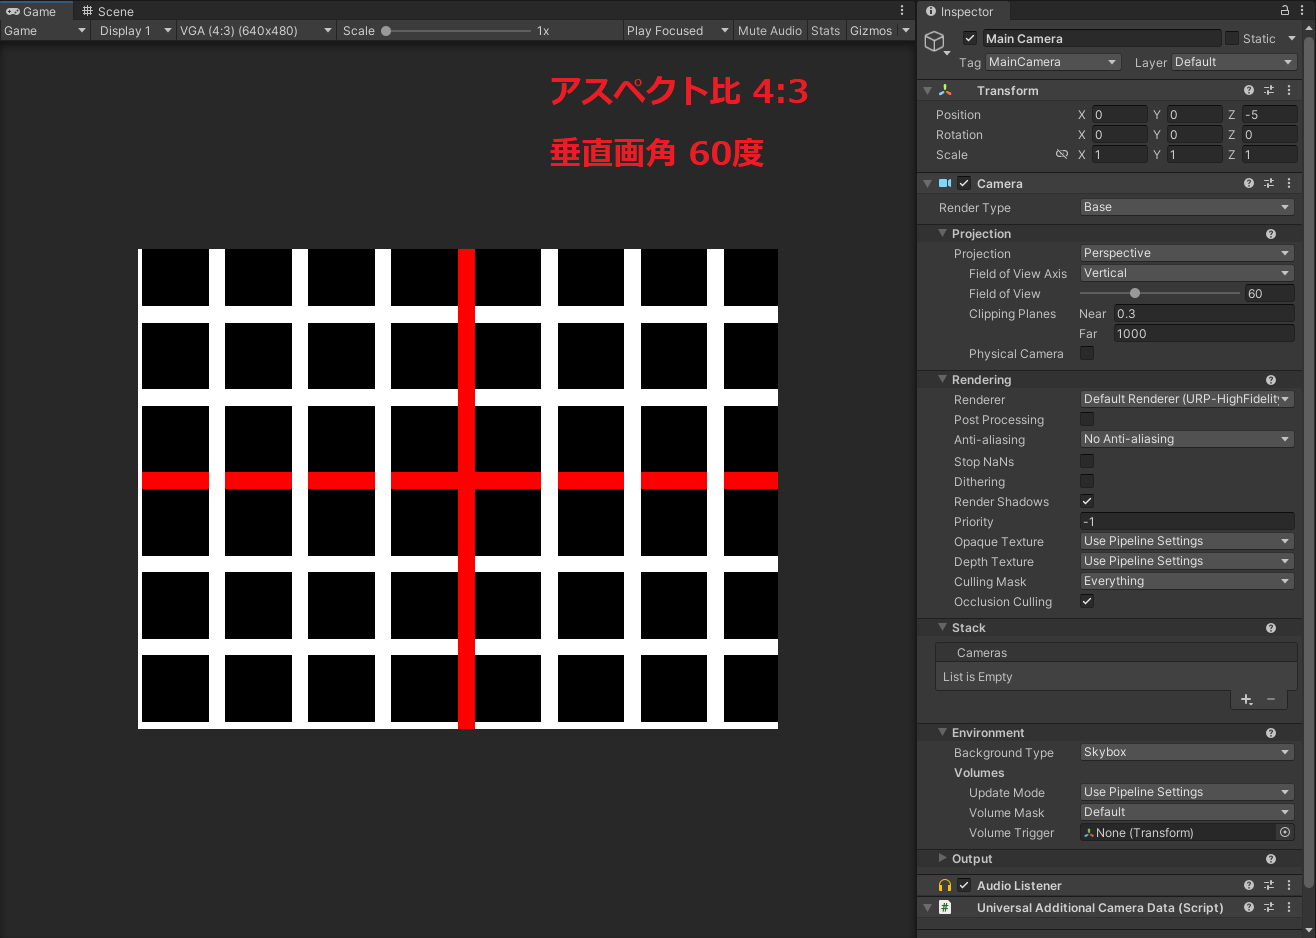 Game
Scene
Game
Display 1
VGA (4:3) (640x480)
Scale
1x
Play Focused
Mute Audio
Stats
Gizmos
アスペクト比 4:3
垂直画角 60度
Inspector
Main Camera
Static
Tag
MainCamera
Layer
Default
Transform
Position
X 0 Y 0 Z -5
Rotation
X 0 Y 0 Z 0
Scale
X 1 Y 1 Z 1
Camera
Render Type
Base
Projection
Projection
Perspective
Field of View Axis
Vertical
Field of View
60
Clipping Planes
Near 0.3
Far 1000
Physical Camera
Rendering
Renderer
Default Renderer (URP-HighFidelity
Post Processing
Anti-aliasing
No Anti-aliasing
Stop NaNs
Dithering
Render Shadows
Priority
-1
Opaque Texture
Use Pipeline Settings
Depth Texture
Use Pipeline Settings
Culling Mask
Everything
Occlusion Culling
Stack
Cameras
List is Empty
Environment
Background Type
Skybox
Volumes
Update Mode
Use Pipeline Settings
Volume Mask
Default
Volume Trigger
None (Transform)
Output
Audio Listener
Universal Additional Camera Data (Script)